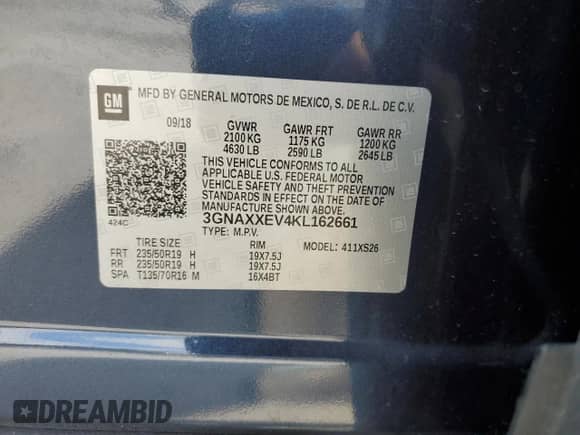 GM
MFD BY GENERAL MOTORS DE MEXICO, S. DE R.L. DE C.V.
09/18 GVWR GAWR FRT GAWR RR
2100 KG 1175 KG 1200 KG
4630 LB 2590 LB 2645 LB
THIS VEHICLE CONFORMS TO ALL
APPLICABLE U.S. FEDERAL MOTOR
VEHICLE SAFETY AND THEFT PREVENTION
STANDARDS IN EFFECT ON THE DATE OF
MANUFACTURE SHOWN ABOVE.
424C 3GNAXXEV4KL162661
TYPE: M.P.V. MODEL: 411XS26
TIRE SIZE RIM
FRT 235/50R19 H 19X7.5J
RR 235/50R19 H 19X7.5J
SPA T135/70R16 M 16X4BT
DREAMBID